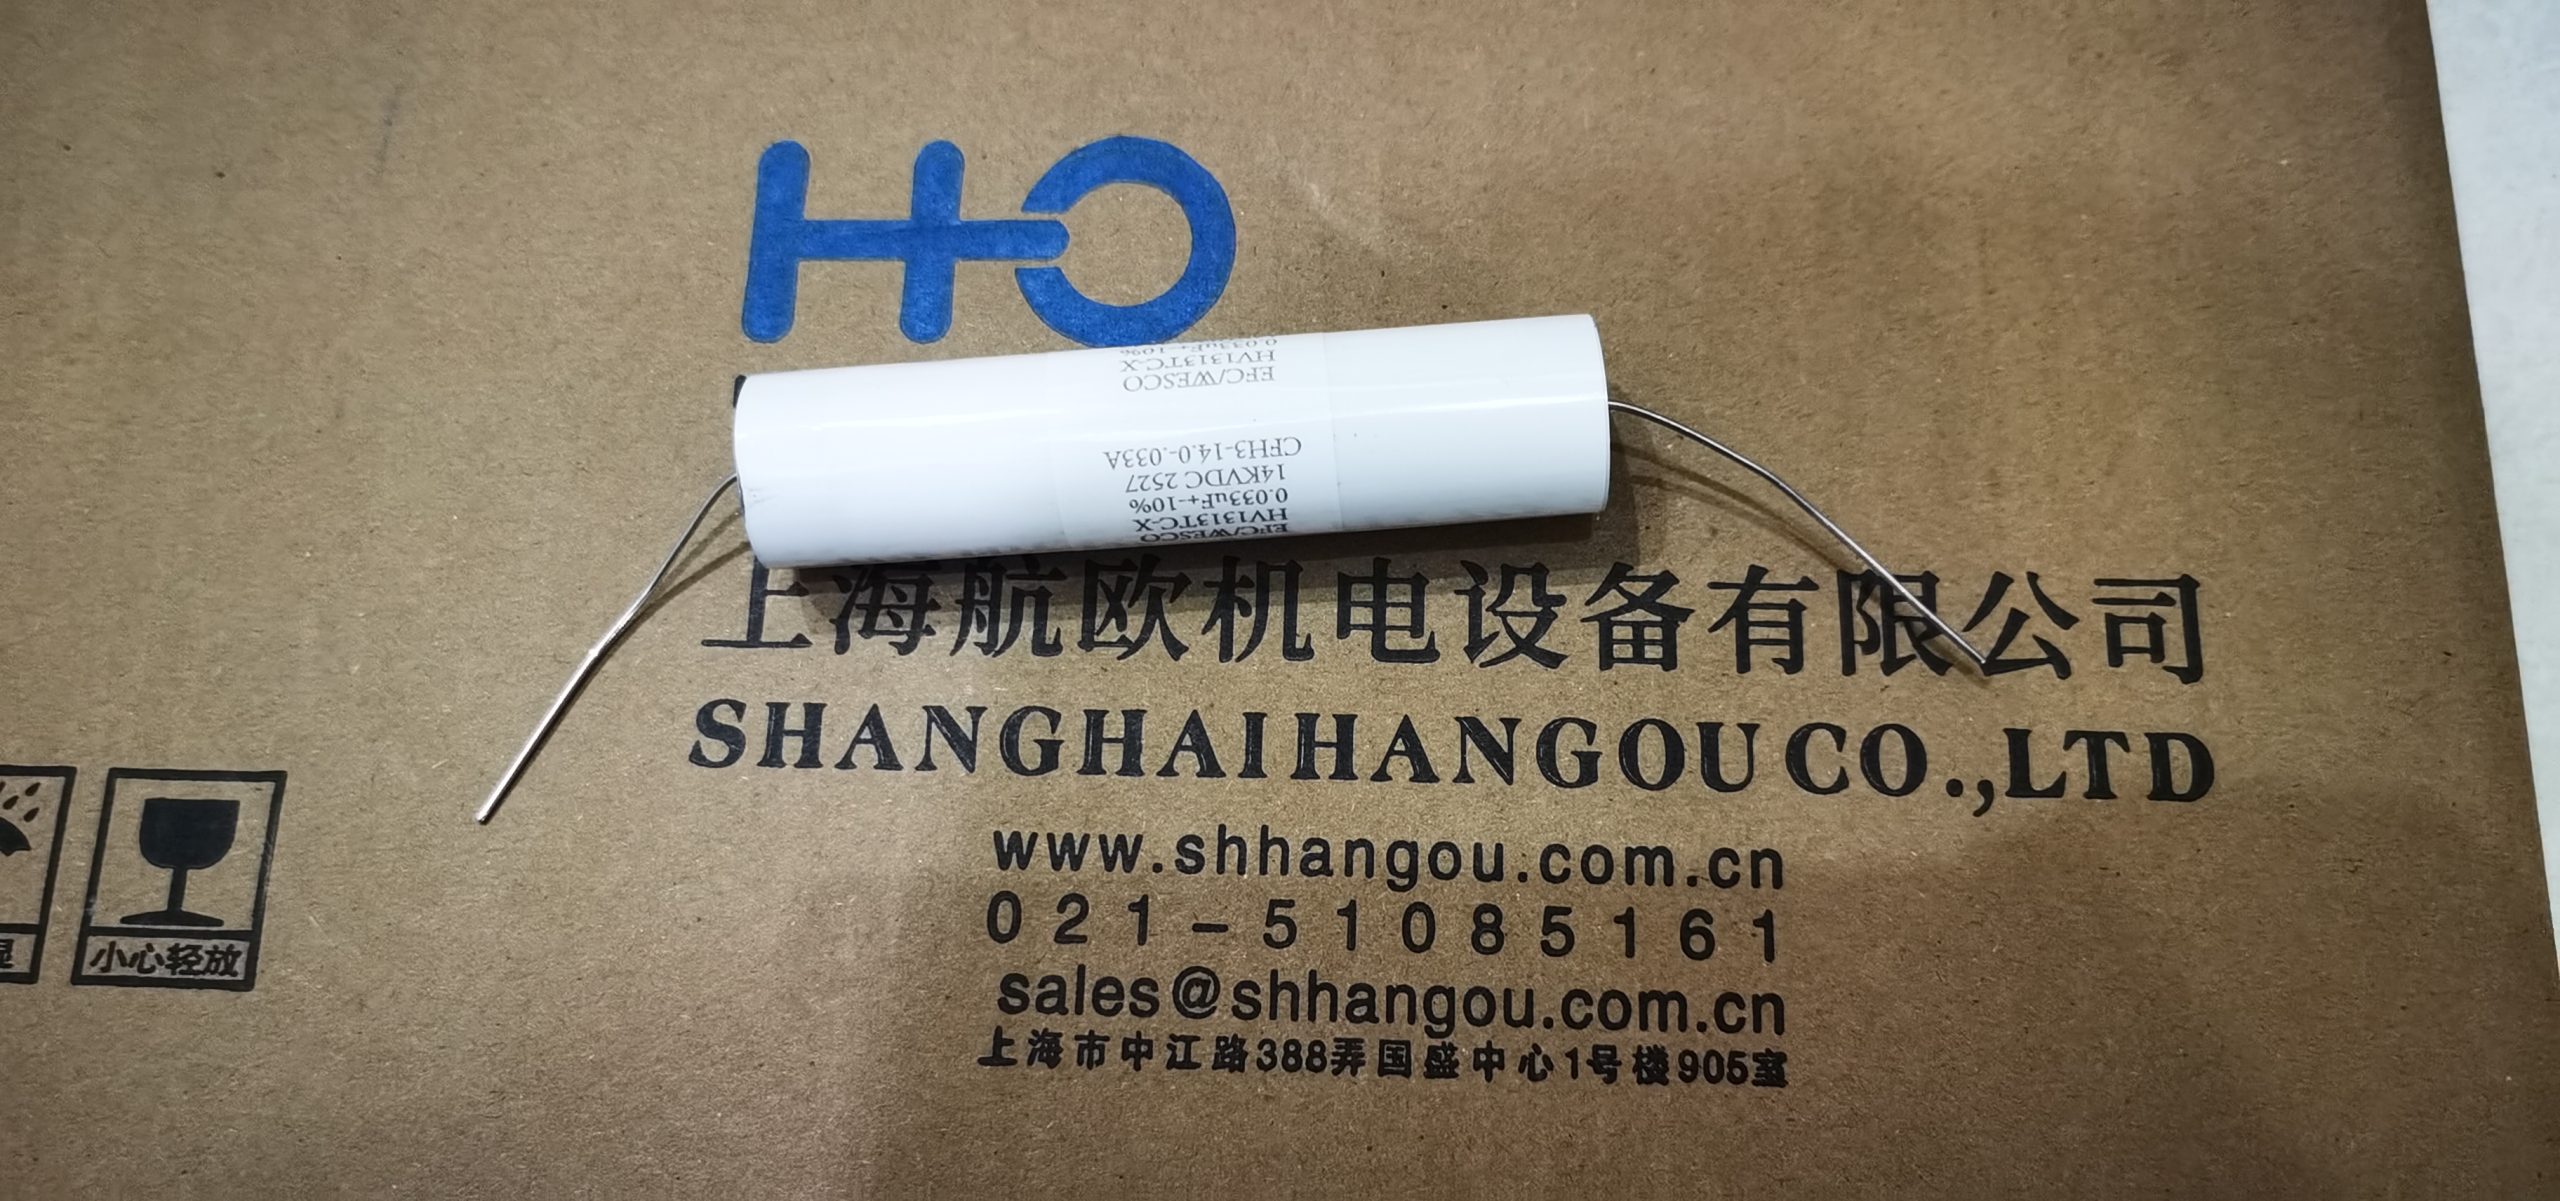 HO
EFC/WESCO
HV1313TC-X
0.033uF+-10%
14KVDC 2527
CFH3-14.0-.033A
EFC/WESCO
HV1313TC-X
0.033uF+-10%
上海航欧机电设备有限公司
SHANGHAI HANGOU CO.,LTD
www.shhangou.com.cn
021-51085161
sales@shhangou.com.cn
上海市中江路388弄国盛中心1号楼905室
小心轻放